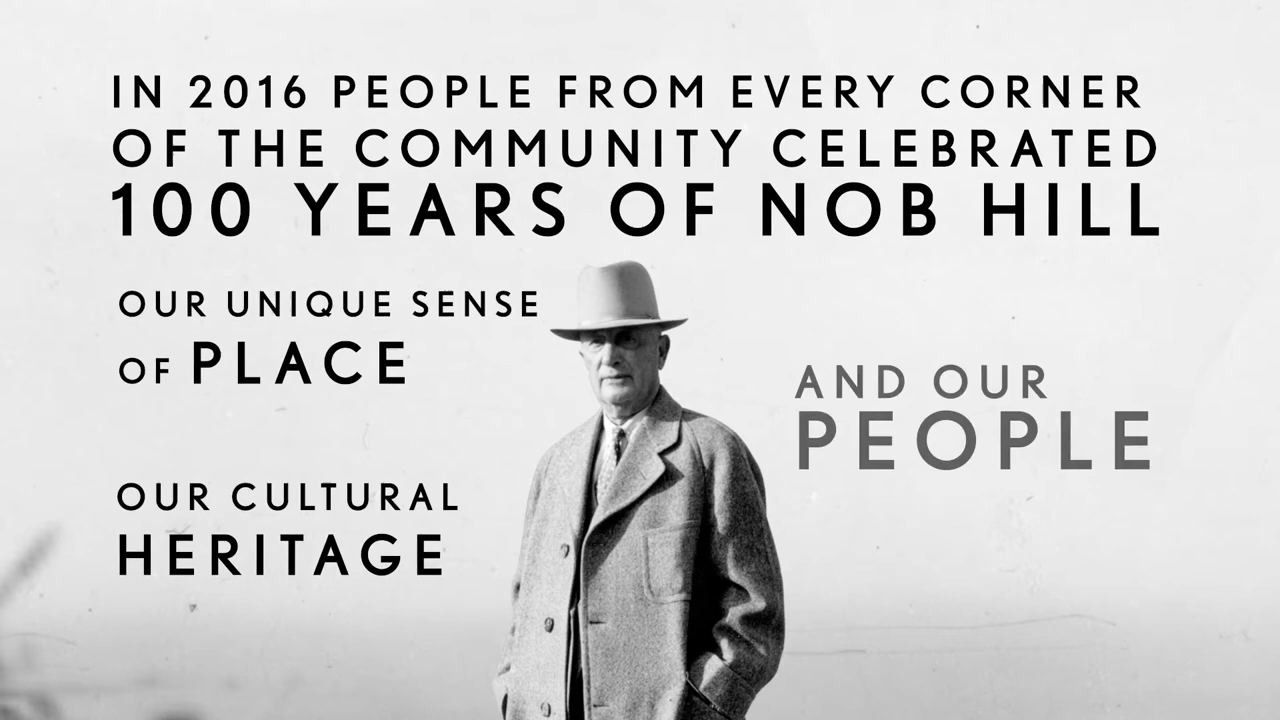 IN 2016 PEOPLE FROM EVERY CORNER
OF THE COMMUNITY CELEBRATED
100 YEARS OF NOB HILL
OUR UNIQUE SENSE
OF PLACE
OUR CULTURAL
HERITAGE
AND OUR
PEOPLE